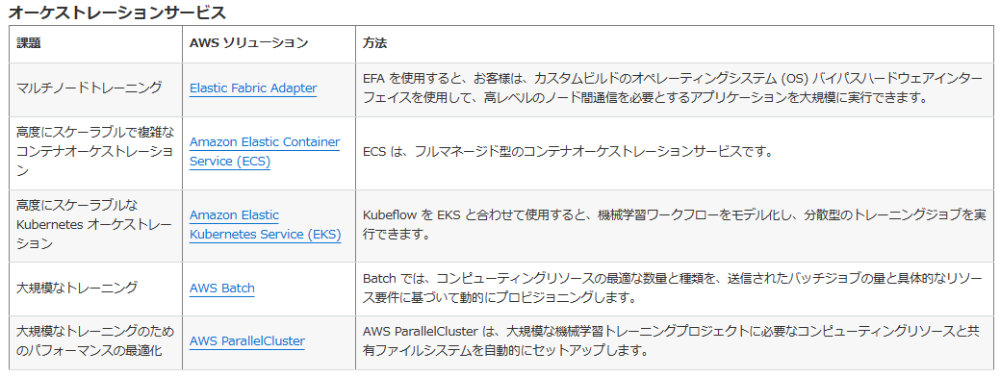 オーケストレーションサービス
課題 AWS ソリューション 方法
マルチノードトレーニング
Elastic Fabric Adapter
EFA を使用すると、お客様は、カスタムビルドのオペレーティングシステム (OS) バイパスハードウェアインター
フェイスを使用して、高レベルのノード間通信を必要とするアプリケーションを大規模に実行できます。
高度にスケーラブルで複雑な
コンテナオーケストレーショ
ン
Amazon Elastic Container
Service (ECS)
ECS は、フルマネージド型のコンテナオーケストレーションサービスです。
高度にスケーラブルな
Kubernetes オーケストレー
ション
Amazon Elastic
Kubernetes Service (EKS)
Kubeflow を EKS と合わせて使用すると、機械学習ワークフローをモデル化し、分散型のトレーニングジョブを実
行できます。
大規模なトレーニング
AWS Batch
Batch では、コンピューティングリソースの最適な数量と種類を、送信されたバッチジョブの量と具体的なリソー
ス要件に基づいて動的にプロビジョニングします。
大規模なトレーニングのため
のパフォーマンスの最適化
AWS ParallelCluster
AWS ParallelCluster は、大規模な機械学習トレーニングプロジェクトに必要なコンピューティングリソースと共
有ファイルシステムを自動的にセットアップします。